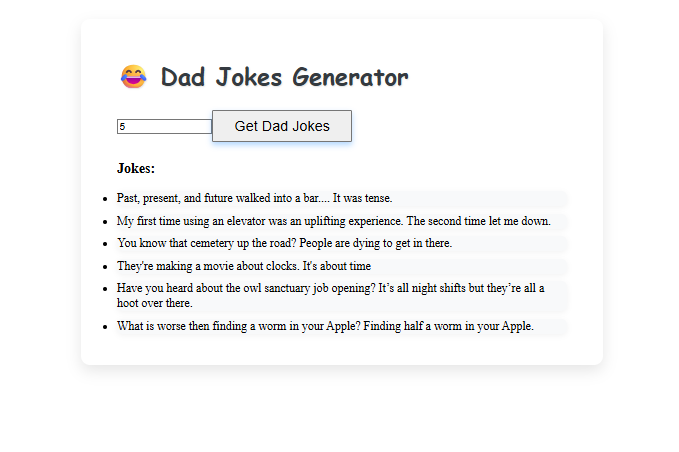 😂 Dad Jokes Generator
5
Get Dad Jokes
Jokes:
Past, present, and future walked into a bar.... It was tense.
My first time using an elevator was an uplifting experience. The second time let me down.
You know that cemetery up the road? People are dying to get in there.
They're making a movie about clocks. It's about time
Have you heard about the owl sanctuary job opening? It’s all night shifts but they’re all a
hoot over there.
What is worse then finding a worm in your Apple? Finding half a worm in your Apple.